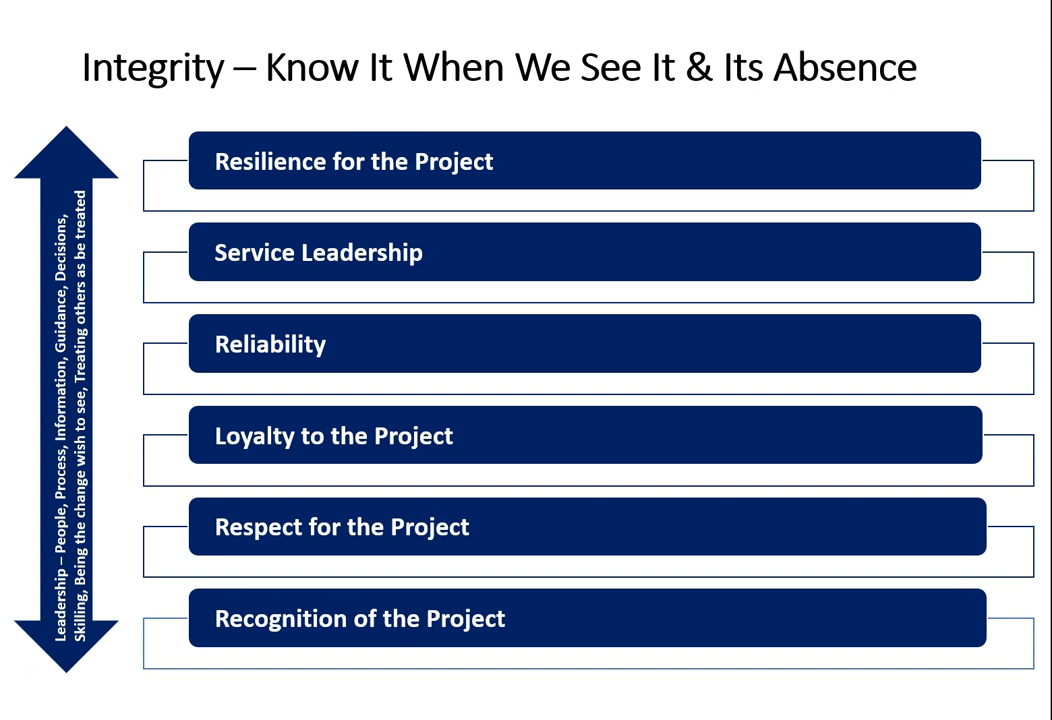 Integrity – Know It When We See It & Its Absence
Leadership – People, Process, Information, Guidance, Decisions,
Skilling, Being the change wish to see, Treating others as be treated
Resilience for the Project
Service Leadership
Reliability
Loyalty to the Project
Respect for the Project
Recognition of the Project